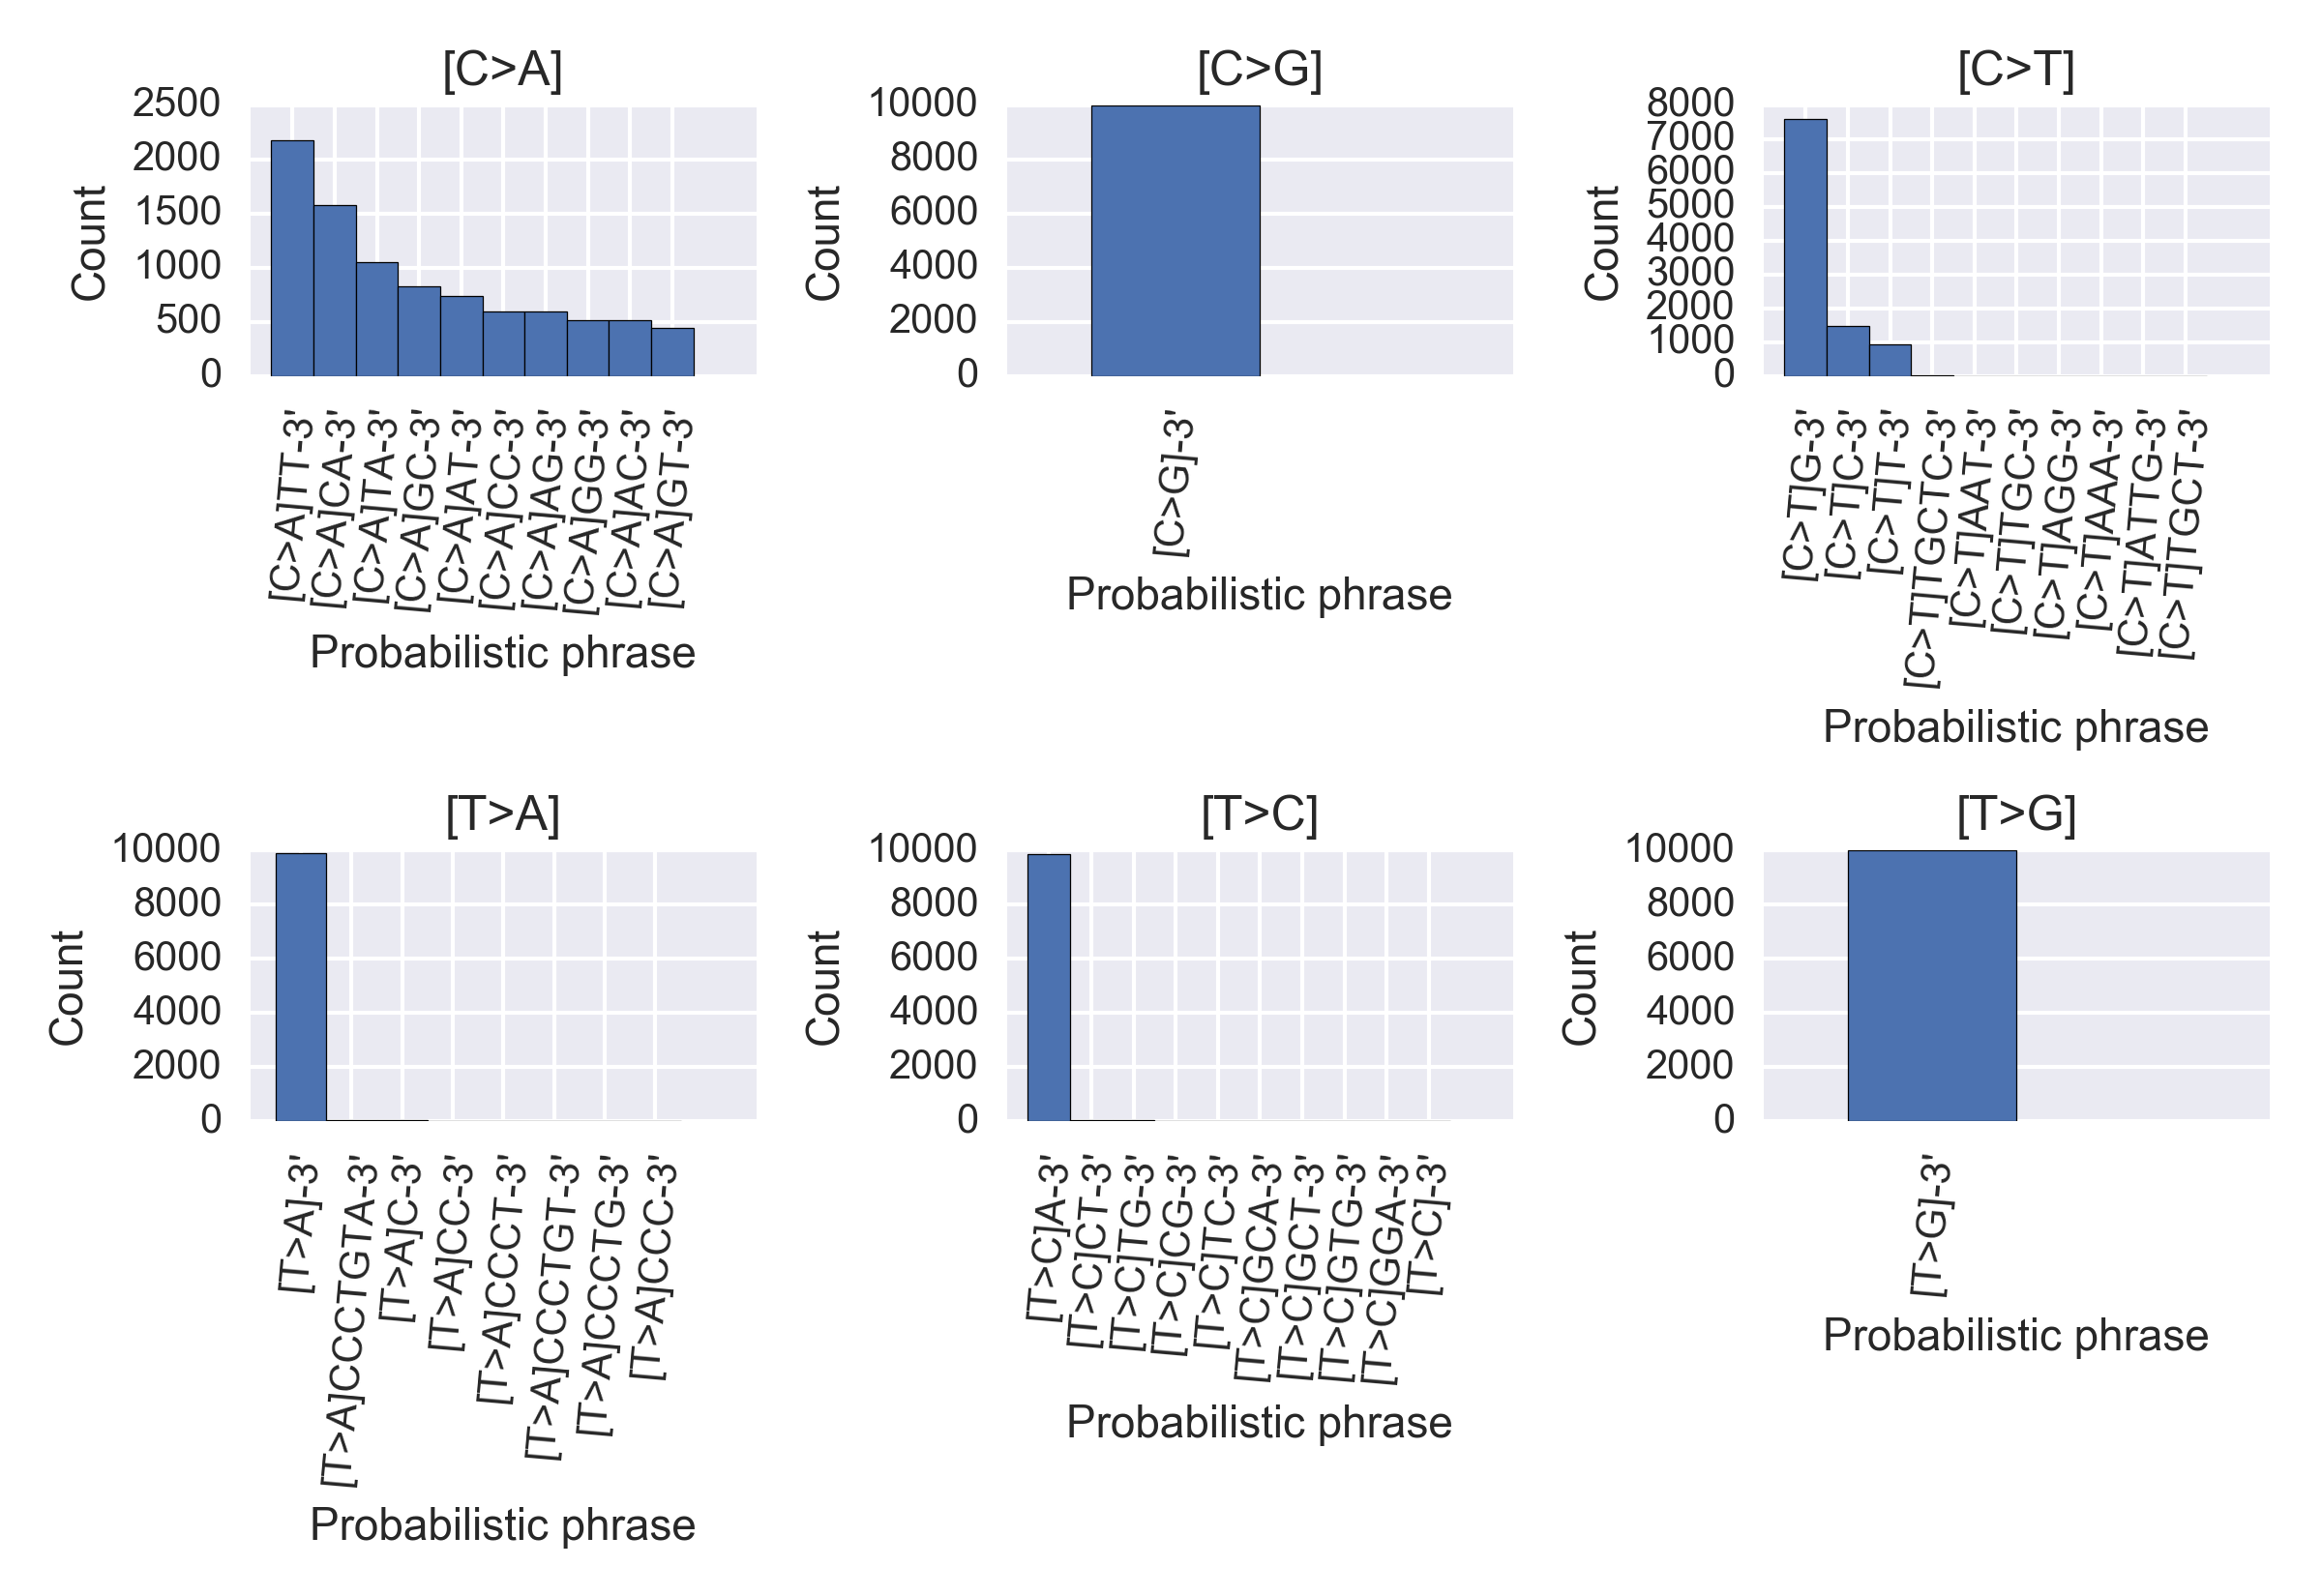 [C>A]
2500
2000
1500
1000
500
0
Count
[C>A]TT-3'
[C>A]CA-3'
[C>A]TA-3'
[C>A]GC-3'
[C>A]AT-3'
[C>A]CC-3'
[C>A]AG-3'
[C>A]GG-3'
[C>A]AC-3'
[C>A]GT-3'
Probabilistic phrase
[C>G]
10000
8000
6000
4000
2000
0
Count
[C>G]-3'
Probabilistic phrase
[C>T]
8000
7000
6000
5000
4000
3000
2000
1000
0
Count
[C>T]G-3'
[C>T]C-3'
[C>T]T-3'
[C>T]TGCTC-3'
[C>T]AAT-3'
[C>T]TGC-3'
[C>T]AGG-3'
[C>T]AAA-3'
[C>T]ATTG-3'
[C>T]TGCT-3'
Probabilistic phrase
[T>A]
10000
8000
6000
4000
2000
0
Count
[T>A]-3'
[T>A]CCCTGTA-3'
[T>A]C-3'
[T>A]CC-3'
[T>A]CCCT-3'
[T>A]CCCTGT-3'
[T>A]CCCTG-3'
[T>A]CCC-3'
Probabilistic phrase
[T>C]
10000
8000
6000
4000
2000
0
Count
[T>C]A-3'
[T>C]CT-3'
[T>C]TG-3'
[T>C]CG-3'
[T>C]TC-3'
[T>C]GCA-3'
[T>C]GCT-3'
[T>C]GTG-3'
[T>C]GGA-3'
[T>C]-3'
Probabilistic phrase
[T>G]
10000
8000
6000
4000
2000
0
Count
[T>G]-3'
Probabilistic phrase